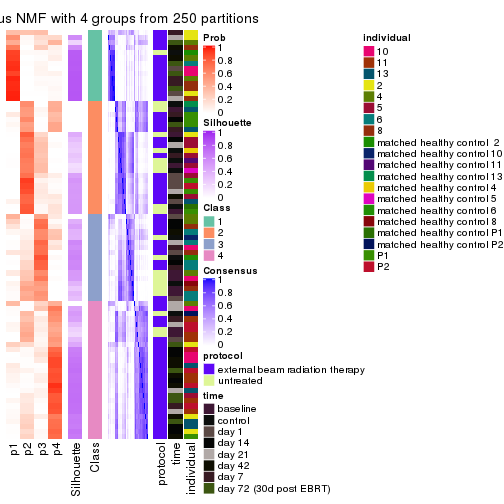 us NMF with 4 groups from 250 partitions
Prob
1
0.8
0.6
0.4
0.2
0
Silhouette
1
0.8
0.6
0.4
0.2
0
Class
1
2
3
4
Consensus
1
0.8
0.6
0.4
0.2
0
protocol
external beam radiation therapy
untreated
time
baseline
control
day 1
day 14
day 21
day 42
day 7
day 72 (30d post EBRT)
individual
10
11
13
2
4
5
6
8
matched healthy control 2
matched healthy control 10
matched healthy control 11
matched healthy control 13
matched healthy control 4
matched healthy control 5
matched healthy control 6
matched healthy control 8
matched healthy control P1
matched healthy control P2
P1
P2
p1
p2
p3
p4
Silhouette
Class
protocol
time
individual